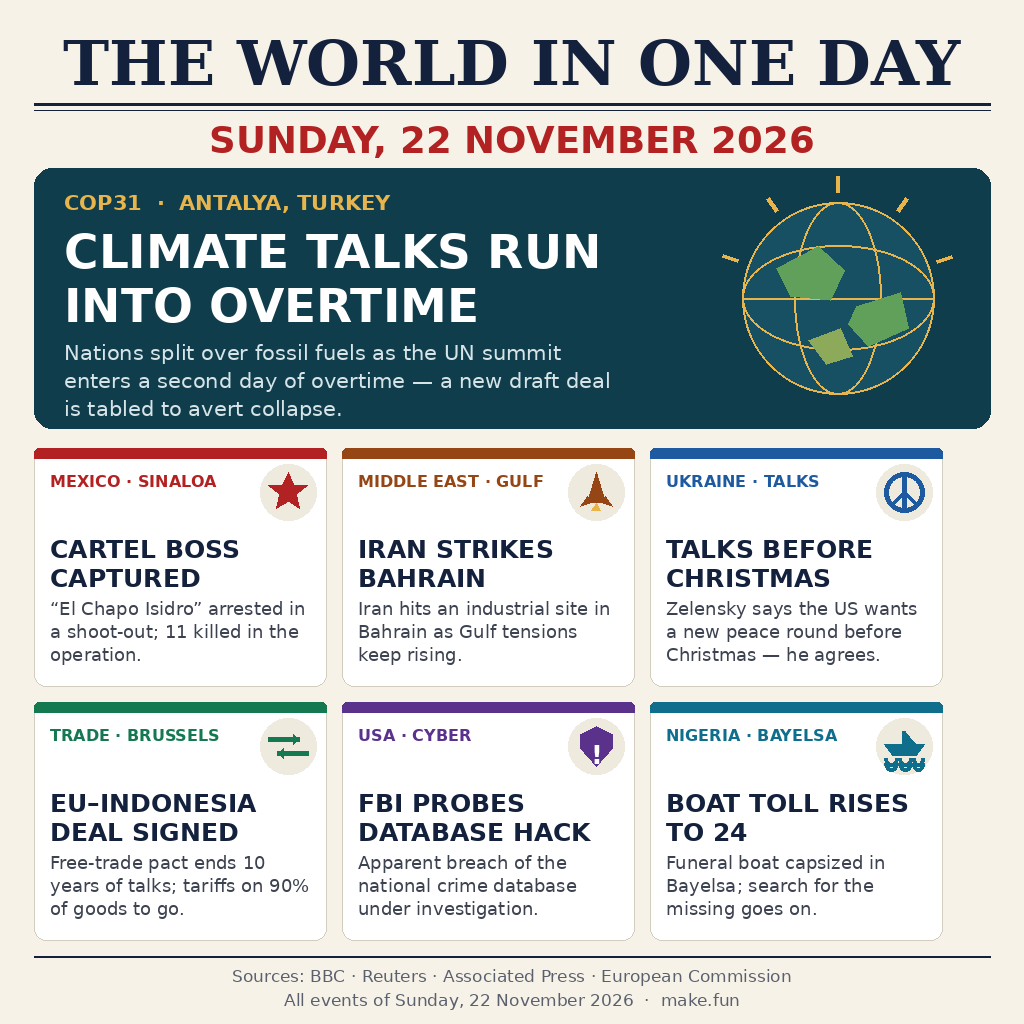 THE WORLD IN ONE DAY
SUNDAY, 22 NOVEMBER 2026
COP31 · ANTALYA, TURKEY
CLIMATE TALKS RUN
INTO OVERTIME
Nations split over fossil fuels as the UN summit
enters a second day of overtime — a new draft deal
is tabled to avert collapse.
MEXICO · SINALOA
CARTEL BOSS
CAPTURED
“El Chapo Isidro” arrested in
a shoot-out; 11 killed in the
operation.
MIDDLE EAST · GULF
IRAN STRIKES
BAHRAIN
Iran hits an industrial site in
Bahrain as Gulf tensions
keep rising.
UKRAINE · TALKS
TALKS BEFORE
CHRISTMAS
Zelensky says the US wants
a new peace round before
Christmas — he agrees.
TRADE · BRUSSELS
EU–INDONESIA
DEAL SIGNED
Free-trade pact ends 10
years of talks; tariffs on 90%
of goods to go.
USA · CYBER
!
FBI PROBES
DATABASE HACK
Apparent breach of the
national crime database
under investigation.
NIGERIA · BAYELSA
BOAT TOLL RISES
TO 24
Funeral boat capsized in
Bayelsa; search for the
missing goes on.
Sources: BBC · Reuters · Associated Press · European Commission
All events of Sunday, 22 November 2026 · make.fun